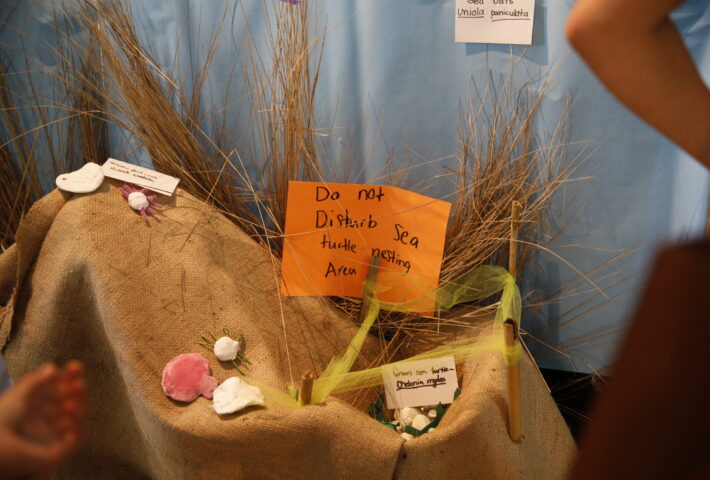 Sea Oats
Uniola paniculata
Do not
Disturb Sea
turtle nesting
Area
Green sea turtle-
Chelonia mydas